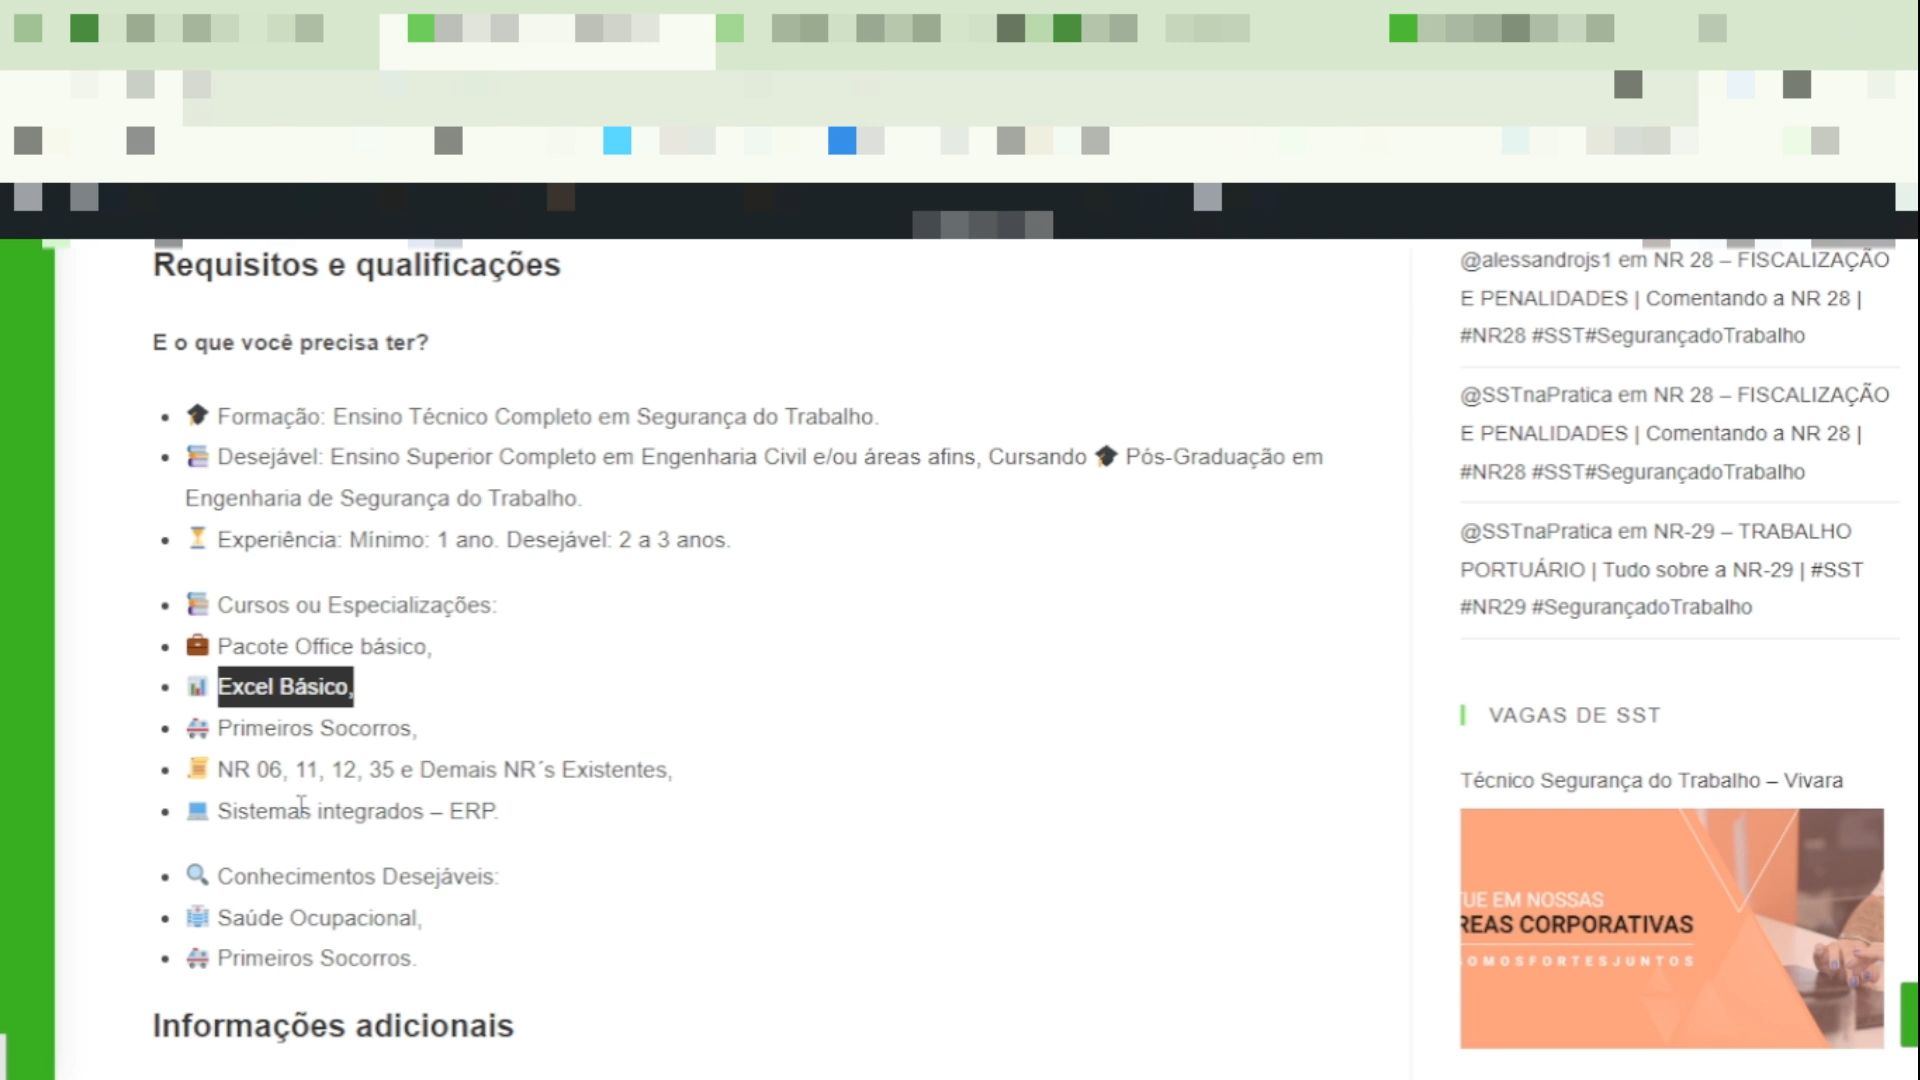 Requisitos e qualificações
E o que você precisa ter?
Formação: Ensino Técnico Completo em Segurança do Trabalho.
Desejável: Ensino Superior Completo em Engenharia Civil e/ou áreas afins, Cursando 🎓 Pós-Graduação em
Engenharia de Segurança do Trabalho.
Experiência: Mínimo: 1 ano. Desejável: 2 a 3 anos.
Cursos ou Especializações:
Pacote Office básico,
Excel Básico,
Primeiros Socorros,
NR 06, 11, 12, 35 e Demais NR´s Existentes,
Sistemas integrados – ERP.
Conhecimentos Desejáveis:
Saúde Ocupacional,
Primeiros Socorros.
Informações adicionais
@alessandrojs1 em NR 28 – FISCALIZAÇÃO
E PENALIDADES | Comentando a NR 28 |
#NR28 #SST#SegurançadoTrabalho
@SSTnaPratica em NR 28 – FISCALIZAÇÃO
E PENALIDADES | Comentando a NR 28 |
#NR28 #SST#SegurançadoTrabalho
@SSTnaPratica em NR-29 – TRABALHO
PORTUÁRIO | Tudo sobre a NR-29 | #SST
#NR29 #SegurançadoTrabalho
VAGAS DE SST
Técnico Segurança do Trabalho – Vivara
UE EM NOSSAS
REAS CORPORATIVAS
OMOSFORTESJUNTOS